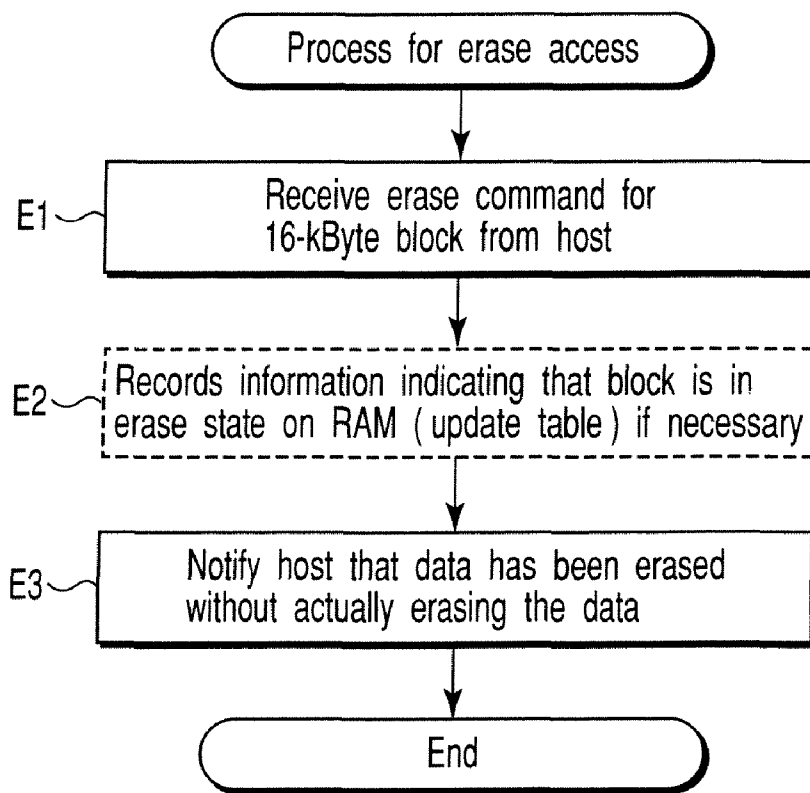 Process for erase access
E1
Receive erase command for
16-kByte block from host
E2
Records information indicating that block is in
erase state on RAM ( update table ) if necessary
E3
Notify host that data has been erased
without actually erasing the data
End